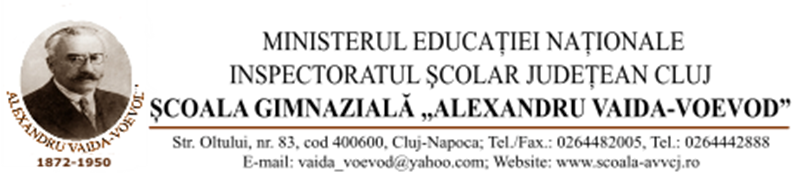 MINISTERUL EDUCAȚIEI NAȚIONALE
INSPECTORATUL ȘCOLAR JUDEȚEAN CLUJ
ȘCOALA GIMNAZIALĂ „ALEXANDRU VAIDA-VOEVOD”
Str. Oltului, nr. 83, cod 400600, Cluj-Napoca; Tel./Fax.: 0264482005, Tel.: 0264442888
E-mail: vaida_voevod@yahoo.com; Website: www.scoala-avvcj.ro
ALEXANDRU VAIDA-VOEVOD
1872-1950